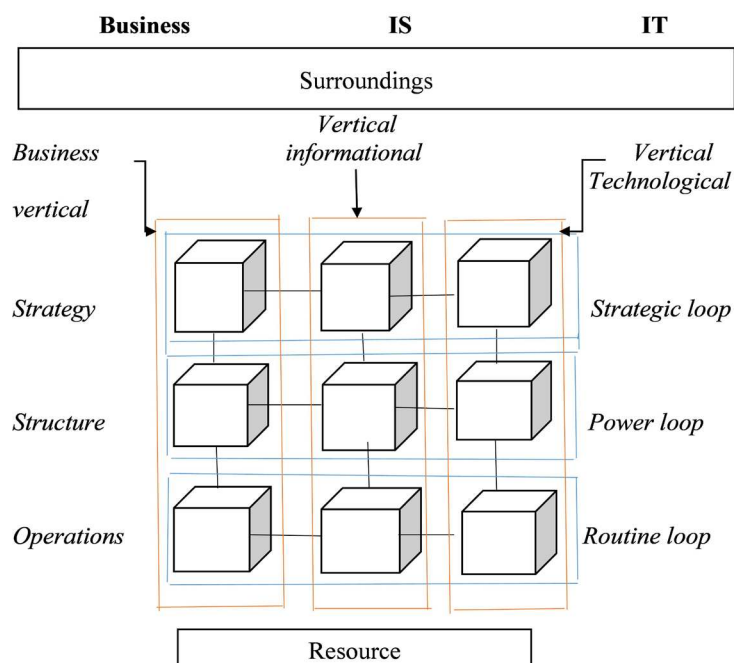 Business IS IT
Surroundings
Vertical
informational
Business
vertical
Vertical
Technological
Strategy
Strategic loop
Structure
Power loop
Operations
Routine loop
Resource